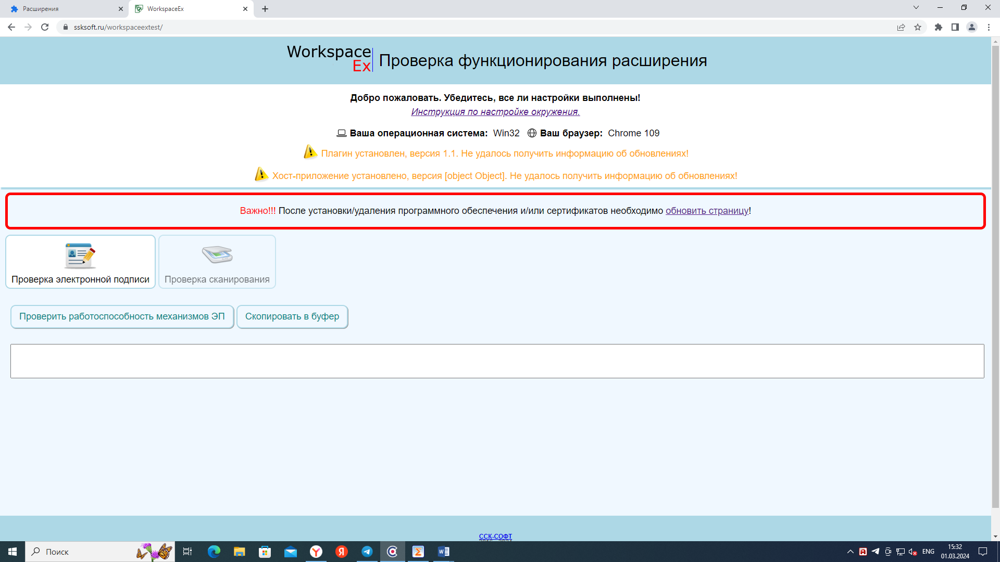 Расширения
WorkspaceEx
ssksoft.ru/workspaceextest/
Workspace
Ex
Проверка функционирования расширения
Добро пожаловать. Убедитесь, все ли настройки выполнены!
Инструкция по настройке окружения.
Ваша операционная система: Win32 Ваш браузер: Chrome 109
Плагин установлен, версия 1.1. Не удалось получить информацию об обновлениях!
Хост-приложение установлено, версия [object Object]. Не удалось получить информацию об обновлениях!
Важно!!! После установки/удаления программного обеспечения и/или сертификатов необходимо обновить страницу!
Проверка электронной подписи
Проверка сканирования
Проверить работоспособность механизмов ЭП
Скопировать в буфер
ССК-СОФТ
Поиск
ENG
15:32
01.03.2024